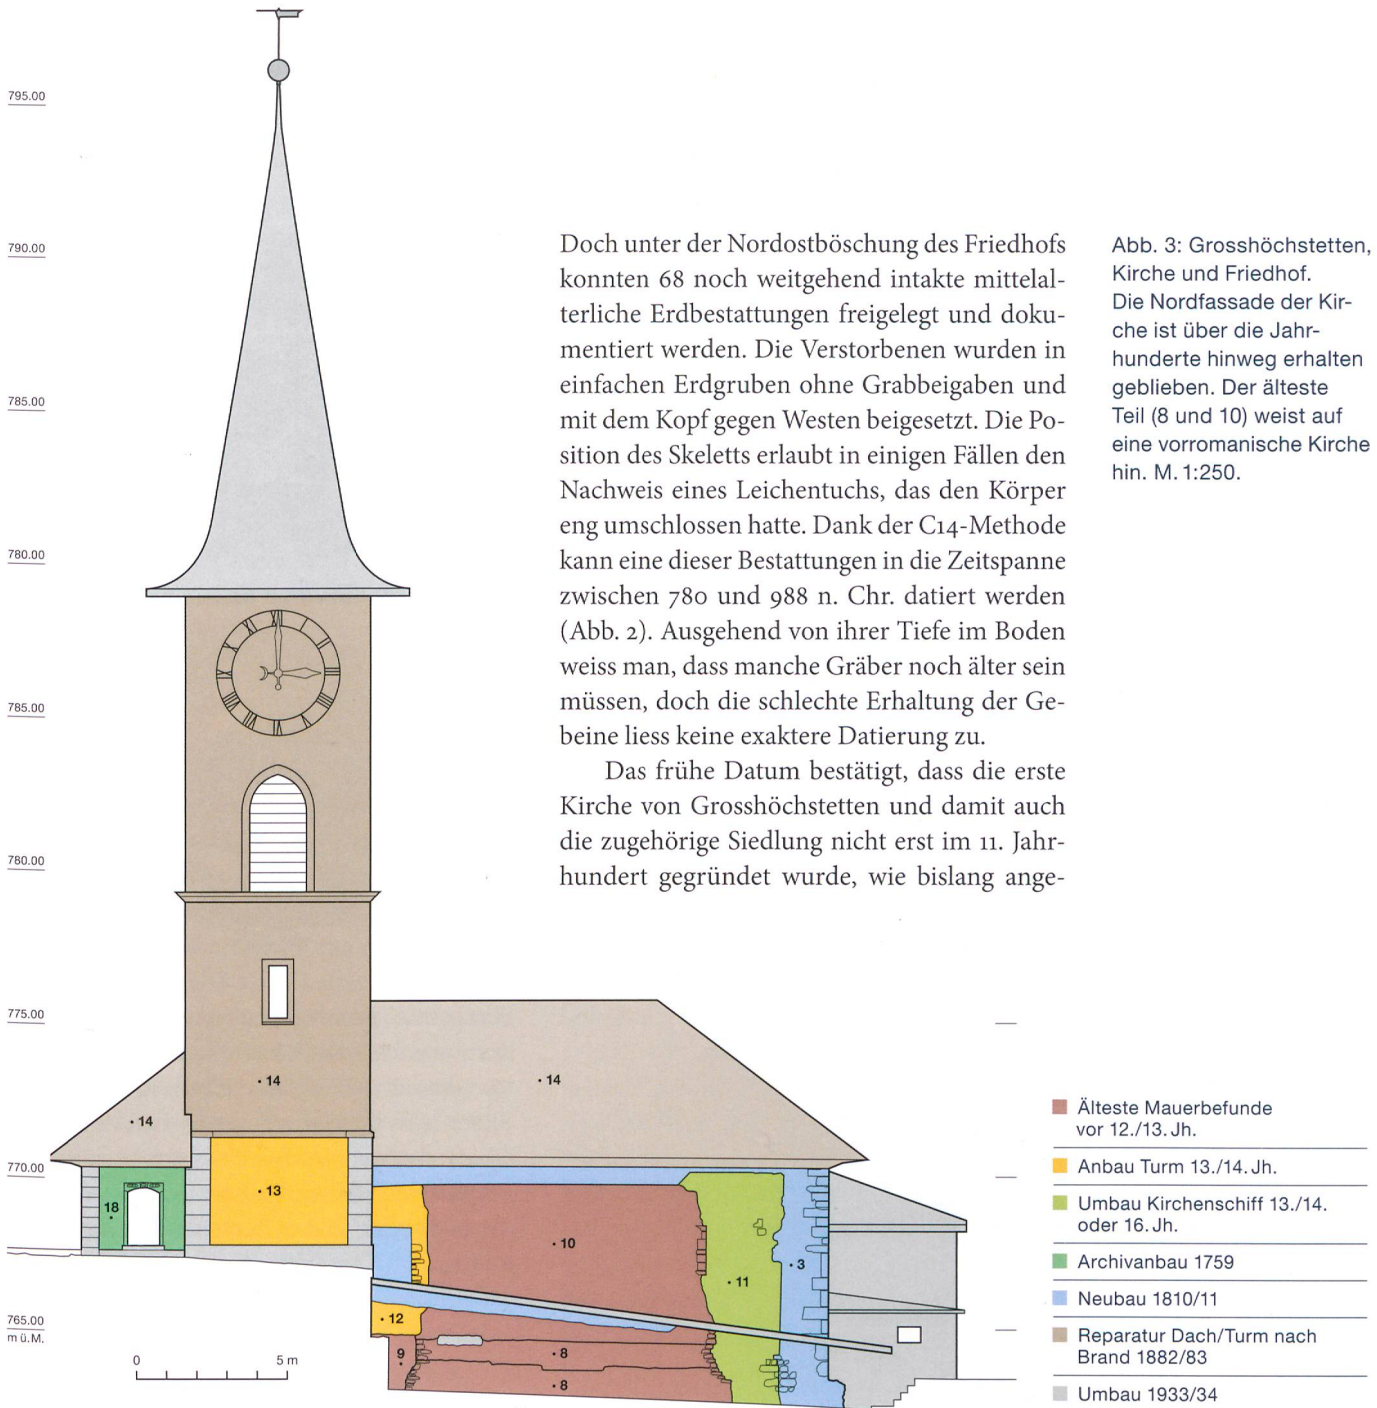 795.00
790.00
785.00
780.00
785.00
780.00
775.00
770.00
765.00
m ü.M.
0 5 m
14
14
14
13
18
10
11
3
12
9
8
8
Doch unter der Nordostböschung des Friedhofs
konnten 68 noch weitgehend intakte mittelal-
terliche Erdbestattungen freigelegt und doku-
mentiert werden. Die Verstorbenen wurden in
einfachen Erdgruben ohne Grabbeigaben und
mit dem Kopf gegen Westen beigesetzt. Die Po-
sition des Skeletts erlaubt in einigen Fällen den
Nachweis eines Leichentuchs, das den Körper
eng umschlossen hatte. Dank der C14-Methode
kann eine dieser Bestattungen in die Zeitspanne
zwischen 780 und 988 n. Chr. datiert werden
(Abb. 2). Ausgehend von ihrer Tiefe im Boden
weiss man, dass manche Gräber noch älter sein
müssen, doch die schlechte Erhaltung der Ge-
beine liess keine exaktere Datierung zu.
Das frühe Datum bestätigt, dass die erste
Kirche von Grosshöchstetten und damit auch
die zugehörige Siedlung nicht erst im 11. Jahr-
hundert gegründet wurde, wie bislang ange-
Abb. 3: Grosshöchstetten,
Kirche und Friedhof.
Die Nordfassade der Kir-
che ist über die Jahr-
hunderte hinweg erhalten
geblieben. Der älteste
Teil (8 und 10) weist auf
eine vorromanische Kirche
hin. M. 1:250.
Älteste Mauerbefunde
vor 12./13. Jh.
Anbau Turm 13./14. Jh.
Umbau Kirchenschiff 13./14.
oder 16. Jh.
Archivanbau 1759
Neubau 1810/11
Reparatur Dach/Turm nach
Brand 1882/83
Umbau 1933/34